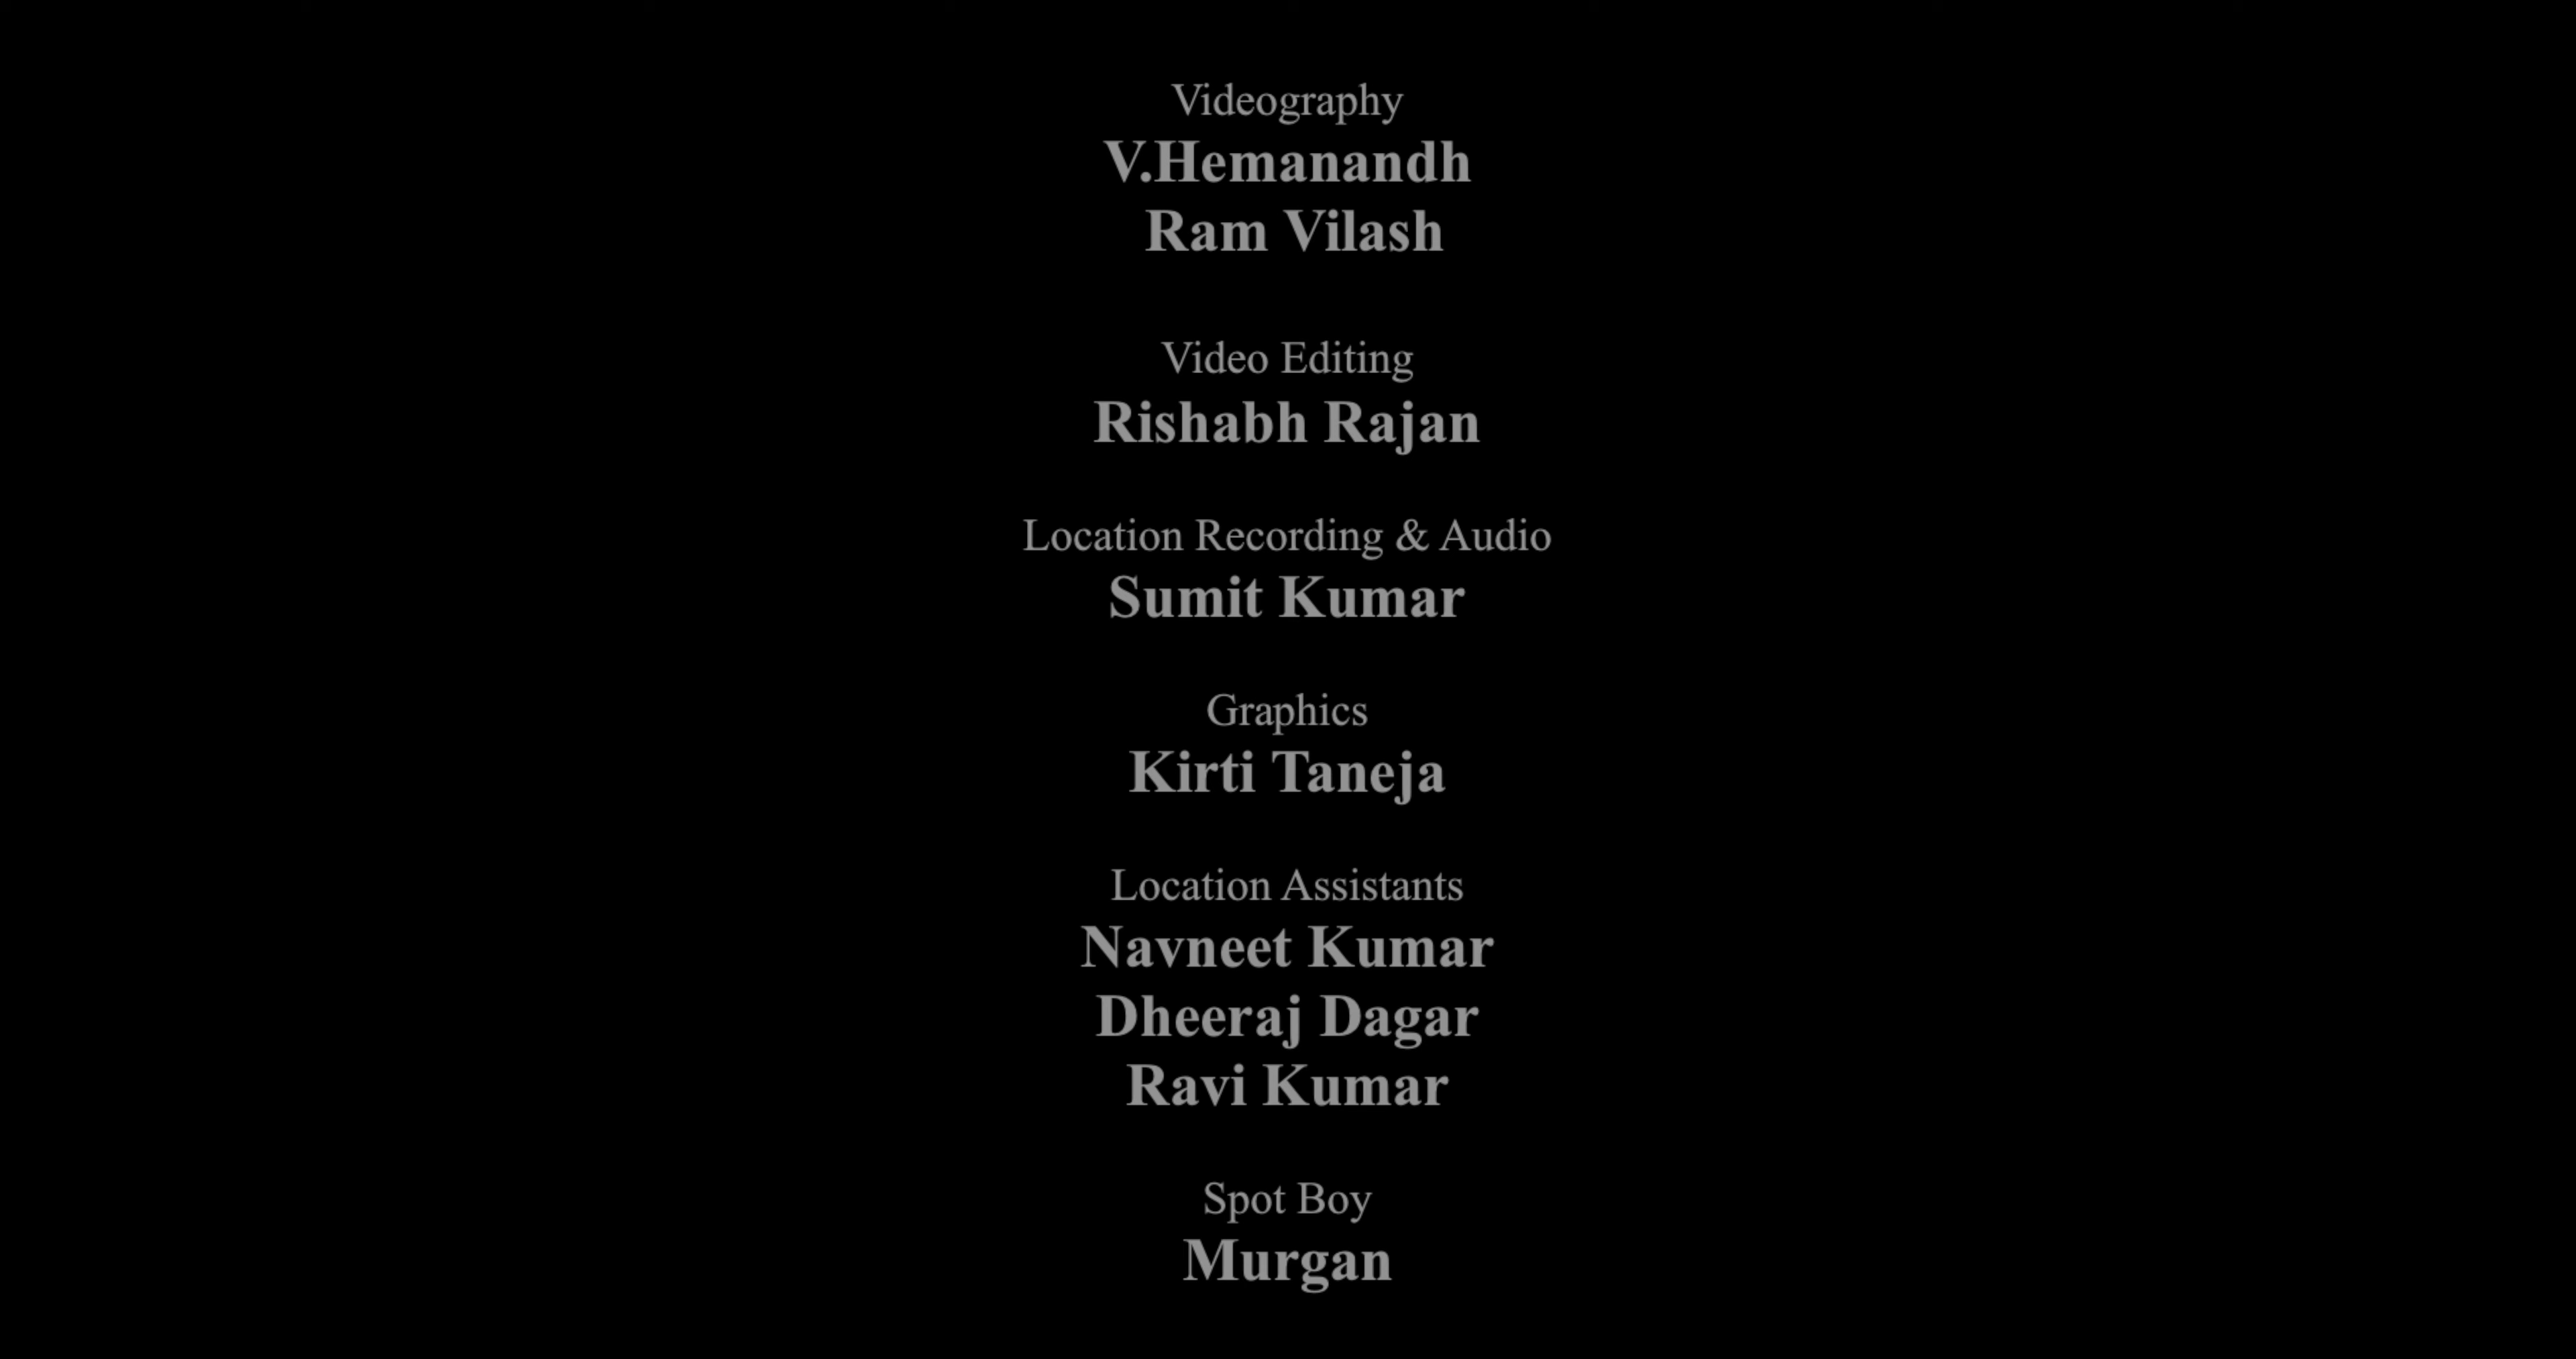 Videography
V.Hemanandh
Ram Vilash
Video Editing
Rishabh Rajan
Location Recording & Audio
Sumit Kumar
Graphics
Kirti Taneja
Location Assistants
Navneet Kumar
Dheeraj Dagar
Ravi Kumar
Spot Boy
Murgan